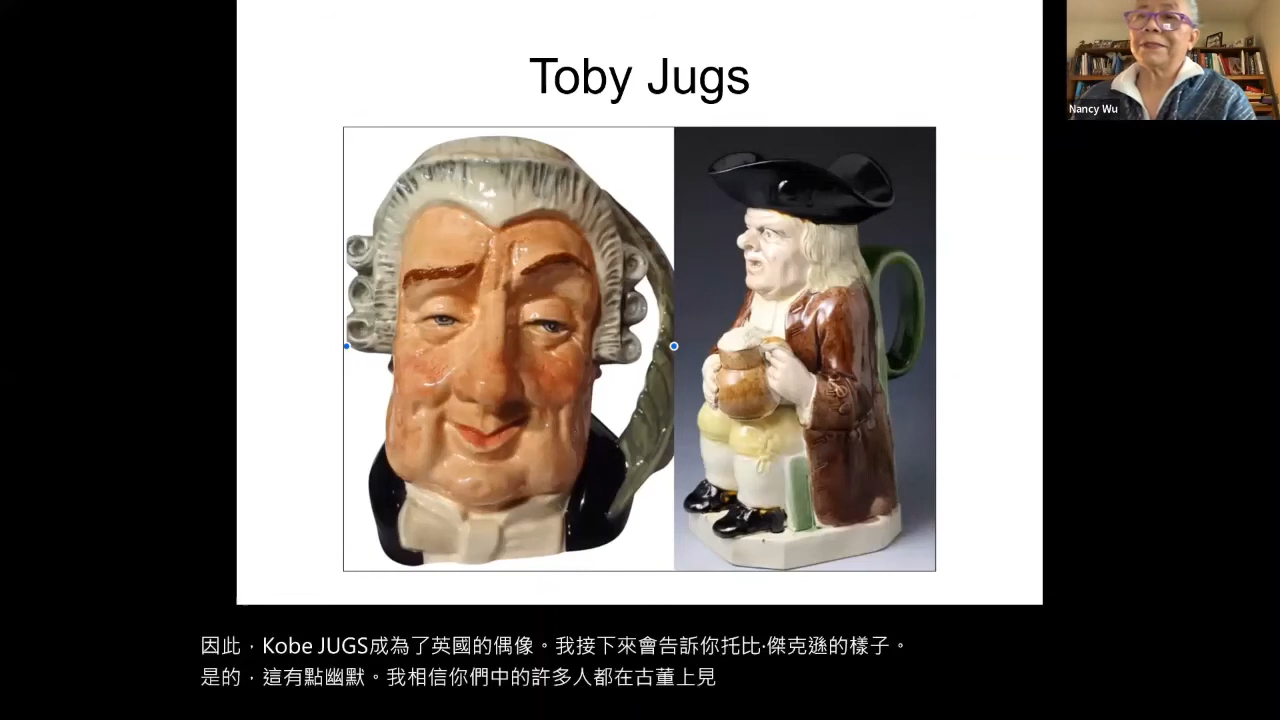 Toby Jugs
Nancy Wu
因此，Kobe JUGS成為了英國的偶像。我接下來會告訴你托比·傑克遜的樣子。
是的，這有點幽默。我相信你們中的許多人都在古董上見